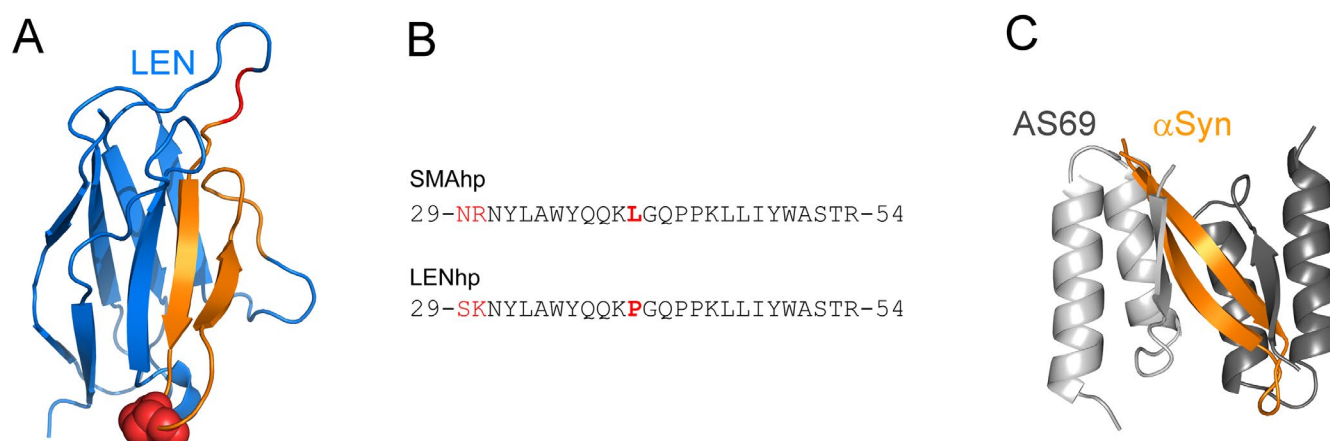 A
LEN
B
SMAhp
29-NRNYLAWYQQKLGQPPKLLIYWASTR-54
LENhp
29-SKNYLAWYQQKPGQPPKLLIYWASTR-54
C
AS69
αSyn